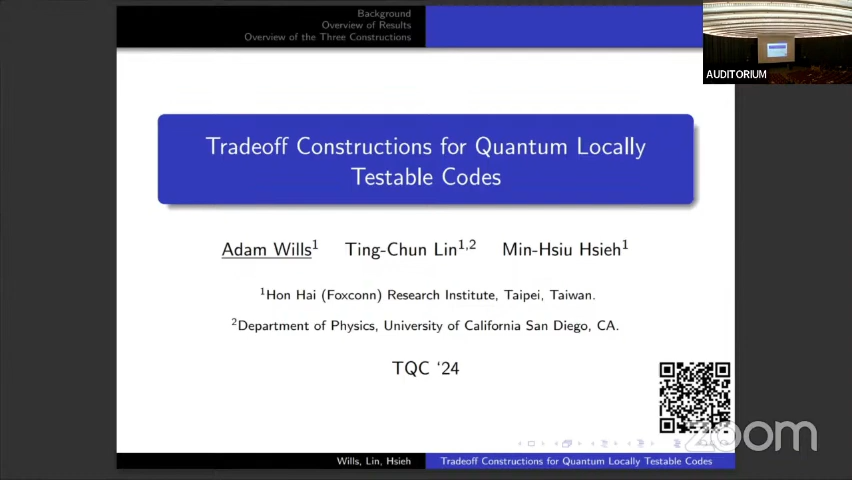 Background
Overview of Results
Overview of the Three Constructions
AUDITORIUM
Tradeoff Constructions for Quantum Locally
Testable Codes
Adam Wills¹ Ting-Chun Lin¹,² Min-Hsiu Hsieh¹
¹Hon Hai (Foxconn) Research Institute, Taipei, Taiwan.
²Department of Physics, University of California San Diego, CA.
TQC ‘24
zoom
Wills, Lin, Hsieh Tradeoff Constructions for Quantum Locally Testable Codes